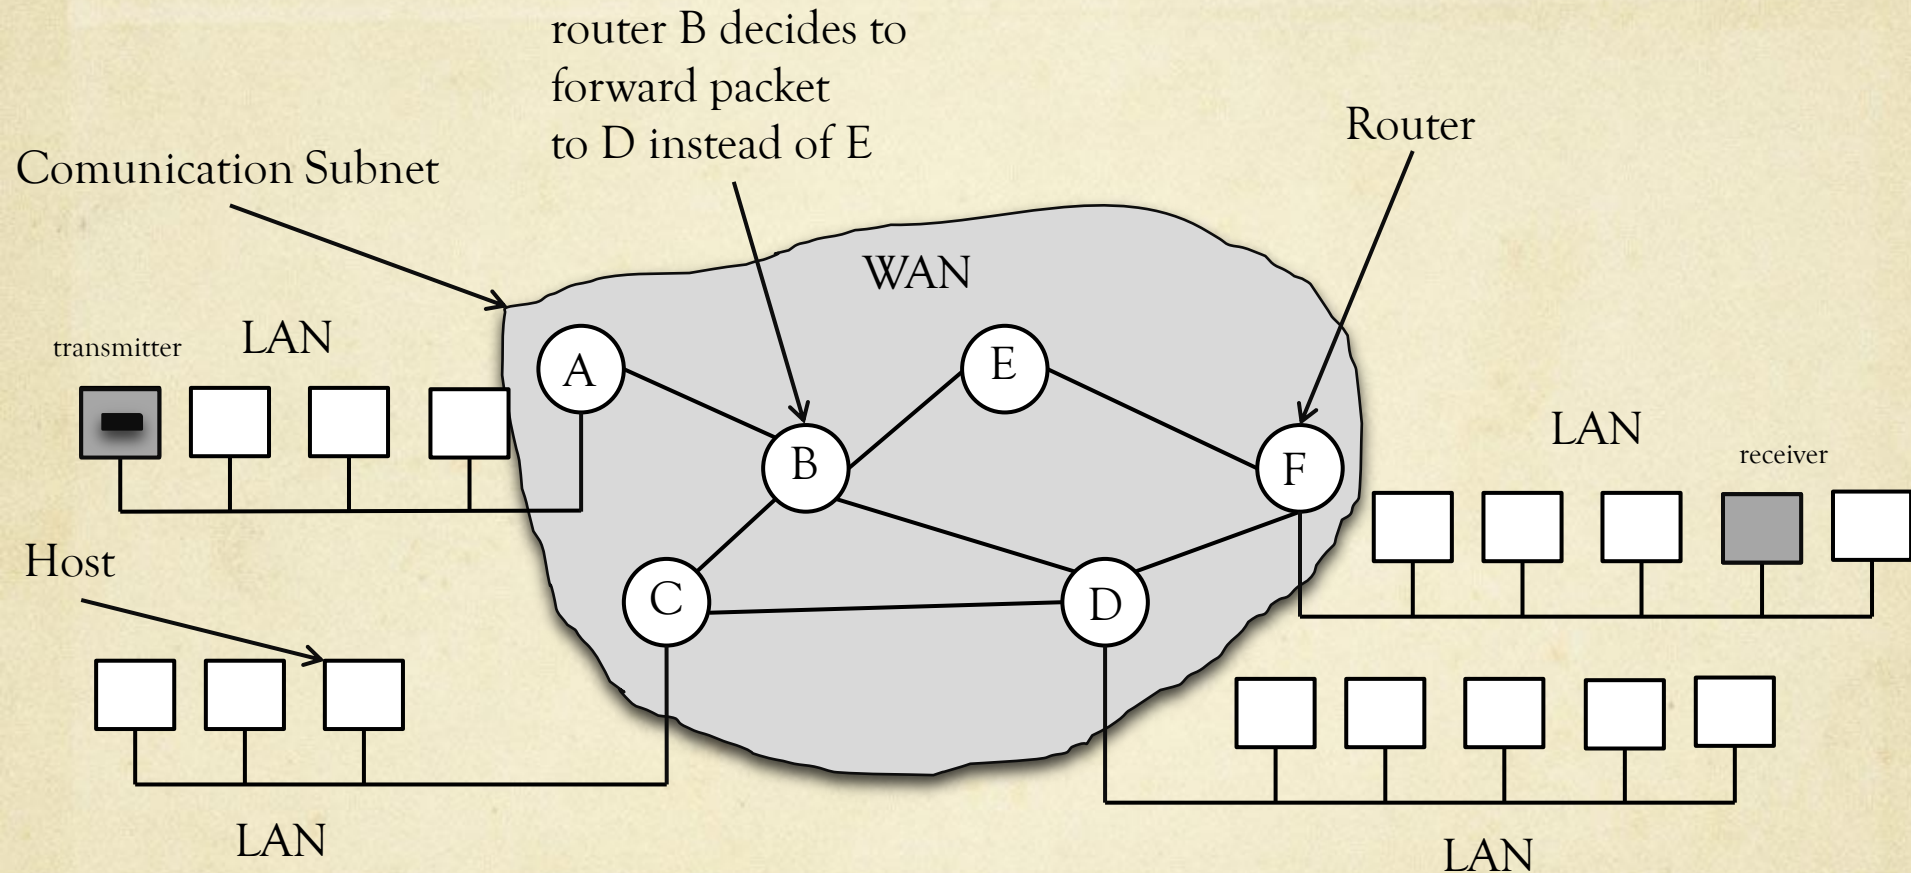 router B decides to
forward packet
to D instead of E
Router
Comunication Subnet
WAN
LAN
transmitter
A
E
B
F
LAN
receiver
Host
C
D
LAN
LAN